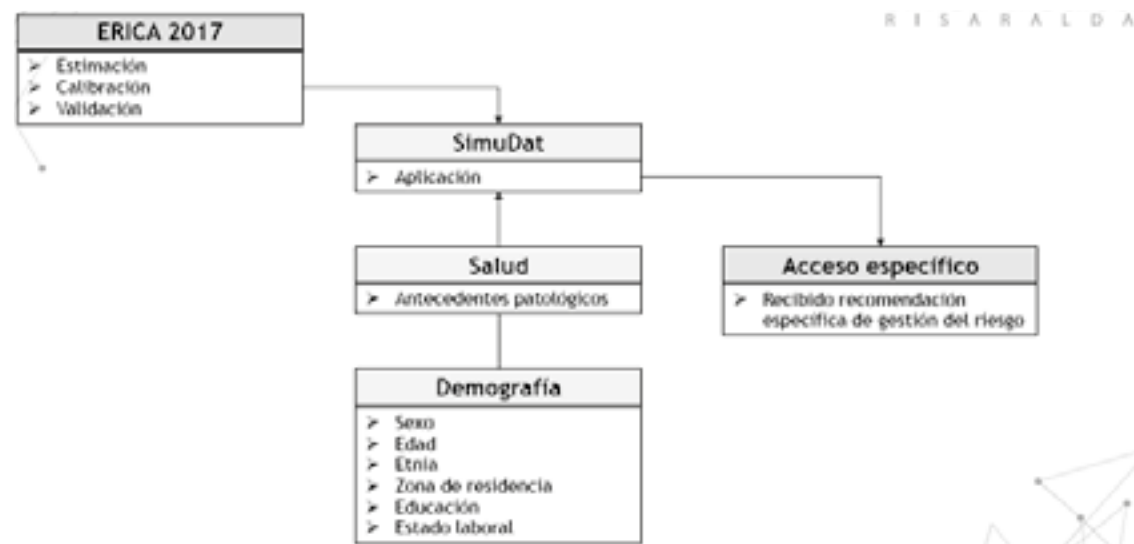 RISARALDA
ERICA 2017
➢ Estimación
➢ Calibración
➢ Validación
SimuDat
➢ Aplicación
Salud
➢ Antecedentes patológicos
Acceso específico
➢ Recibido recomendación
específica de gestión del riesgo
Demografía
➢ Sexo
➢ Edad
➢ Etnia
➢ Zona de residencia
➢ Educación
➢ Estado laboral